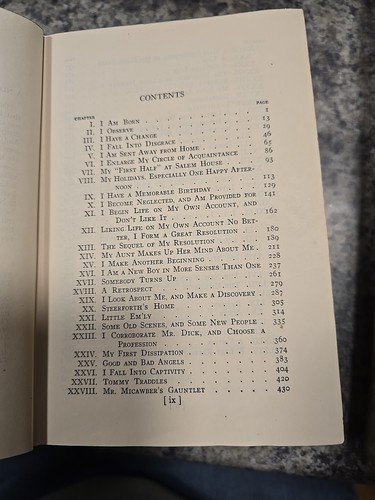 CONTENTS
CHAPTER PAGE
I. I Am Born . . . . . . . . . . 1
II. I Observe . . . . . . . . . . 13
III. I Have a Change . . . . . . . . 29
IV. I Fall Into Disgrace . . . . . . . 46
V. I Am Sent Away from Home . . . . . . 65
VI. I Enlarge My Circle of Acquaintance . . . . 86
VII. My "First Half" at Salem House . . . . . 93
VIII. My Holidays. Especially One Happy After-
noon . . . . . . . . . . 113
IX. I Have a Memorable Birthday . . . . . 129
X. I Become Neglected, and Am Provided for 141
XI. I Begin Life on My Own Account, and
Don't Like It . . . . . . . . 162
XII. Liking Life on My Own Account No Bet-
ter, I Form a Great Resolution . . . 180
XIII. The Sequel of My Resolution . . . . . 189
XIV. My Aunt Makes Up Her Mind About Me . . 211
XV. I Make Another Beginning . . . . . . 228
XVI. I Am a New Boy in More Senses Than One 237
XVII. Somebody Turns Up . . . . . . . . 261
XVIII. A Retrospect . . . . . . . . . 279
XIX. I Look About Me, and Make a Discovery . 287
XX. Steerforth's Home . . . . . . . . 305
XXI. Little Em'ly . . . . . . . . . 314
XXII. Some Old Scenes, and Some New People . 335
XXIII. I Corroborate Mr. Dick, and Choose a
Profession . . . . . . . . . 360
XXIV. My First Dissipation . . . . . . . 374
XXV. Good and Bad Angels . . . . . . . 383
XXVI. I Fall Into Captivity . . . . . . . 404
XXVII. Tommy Traddles . . . . . . . . 420
XXVIII. Mr. Micawber's Gauntlet . . . . . . 430
[ ix ]